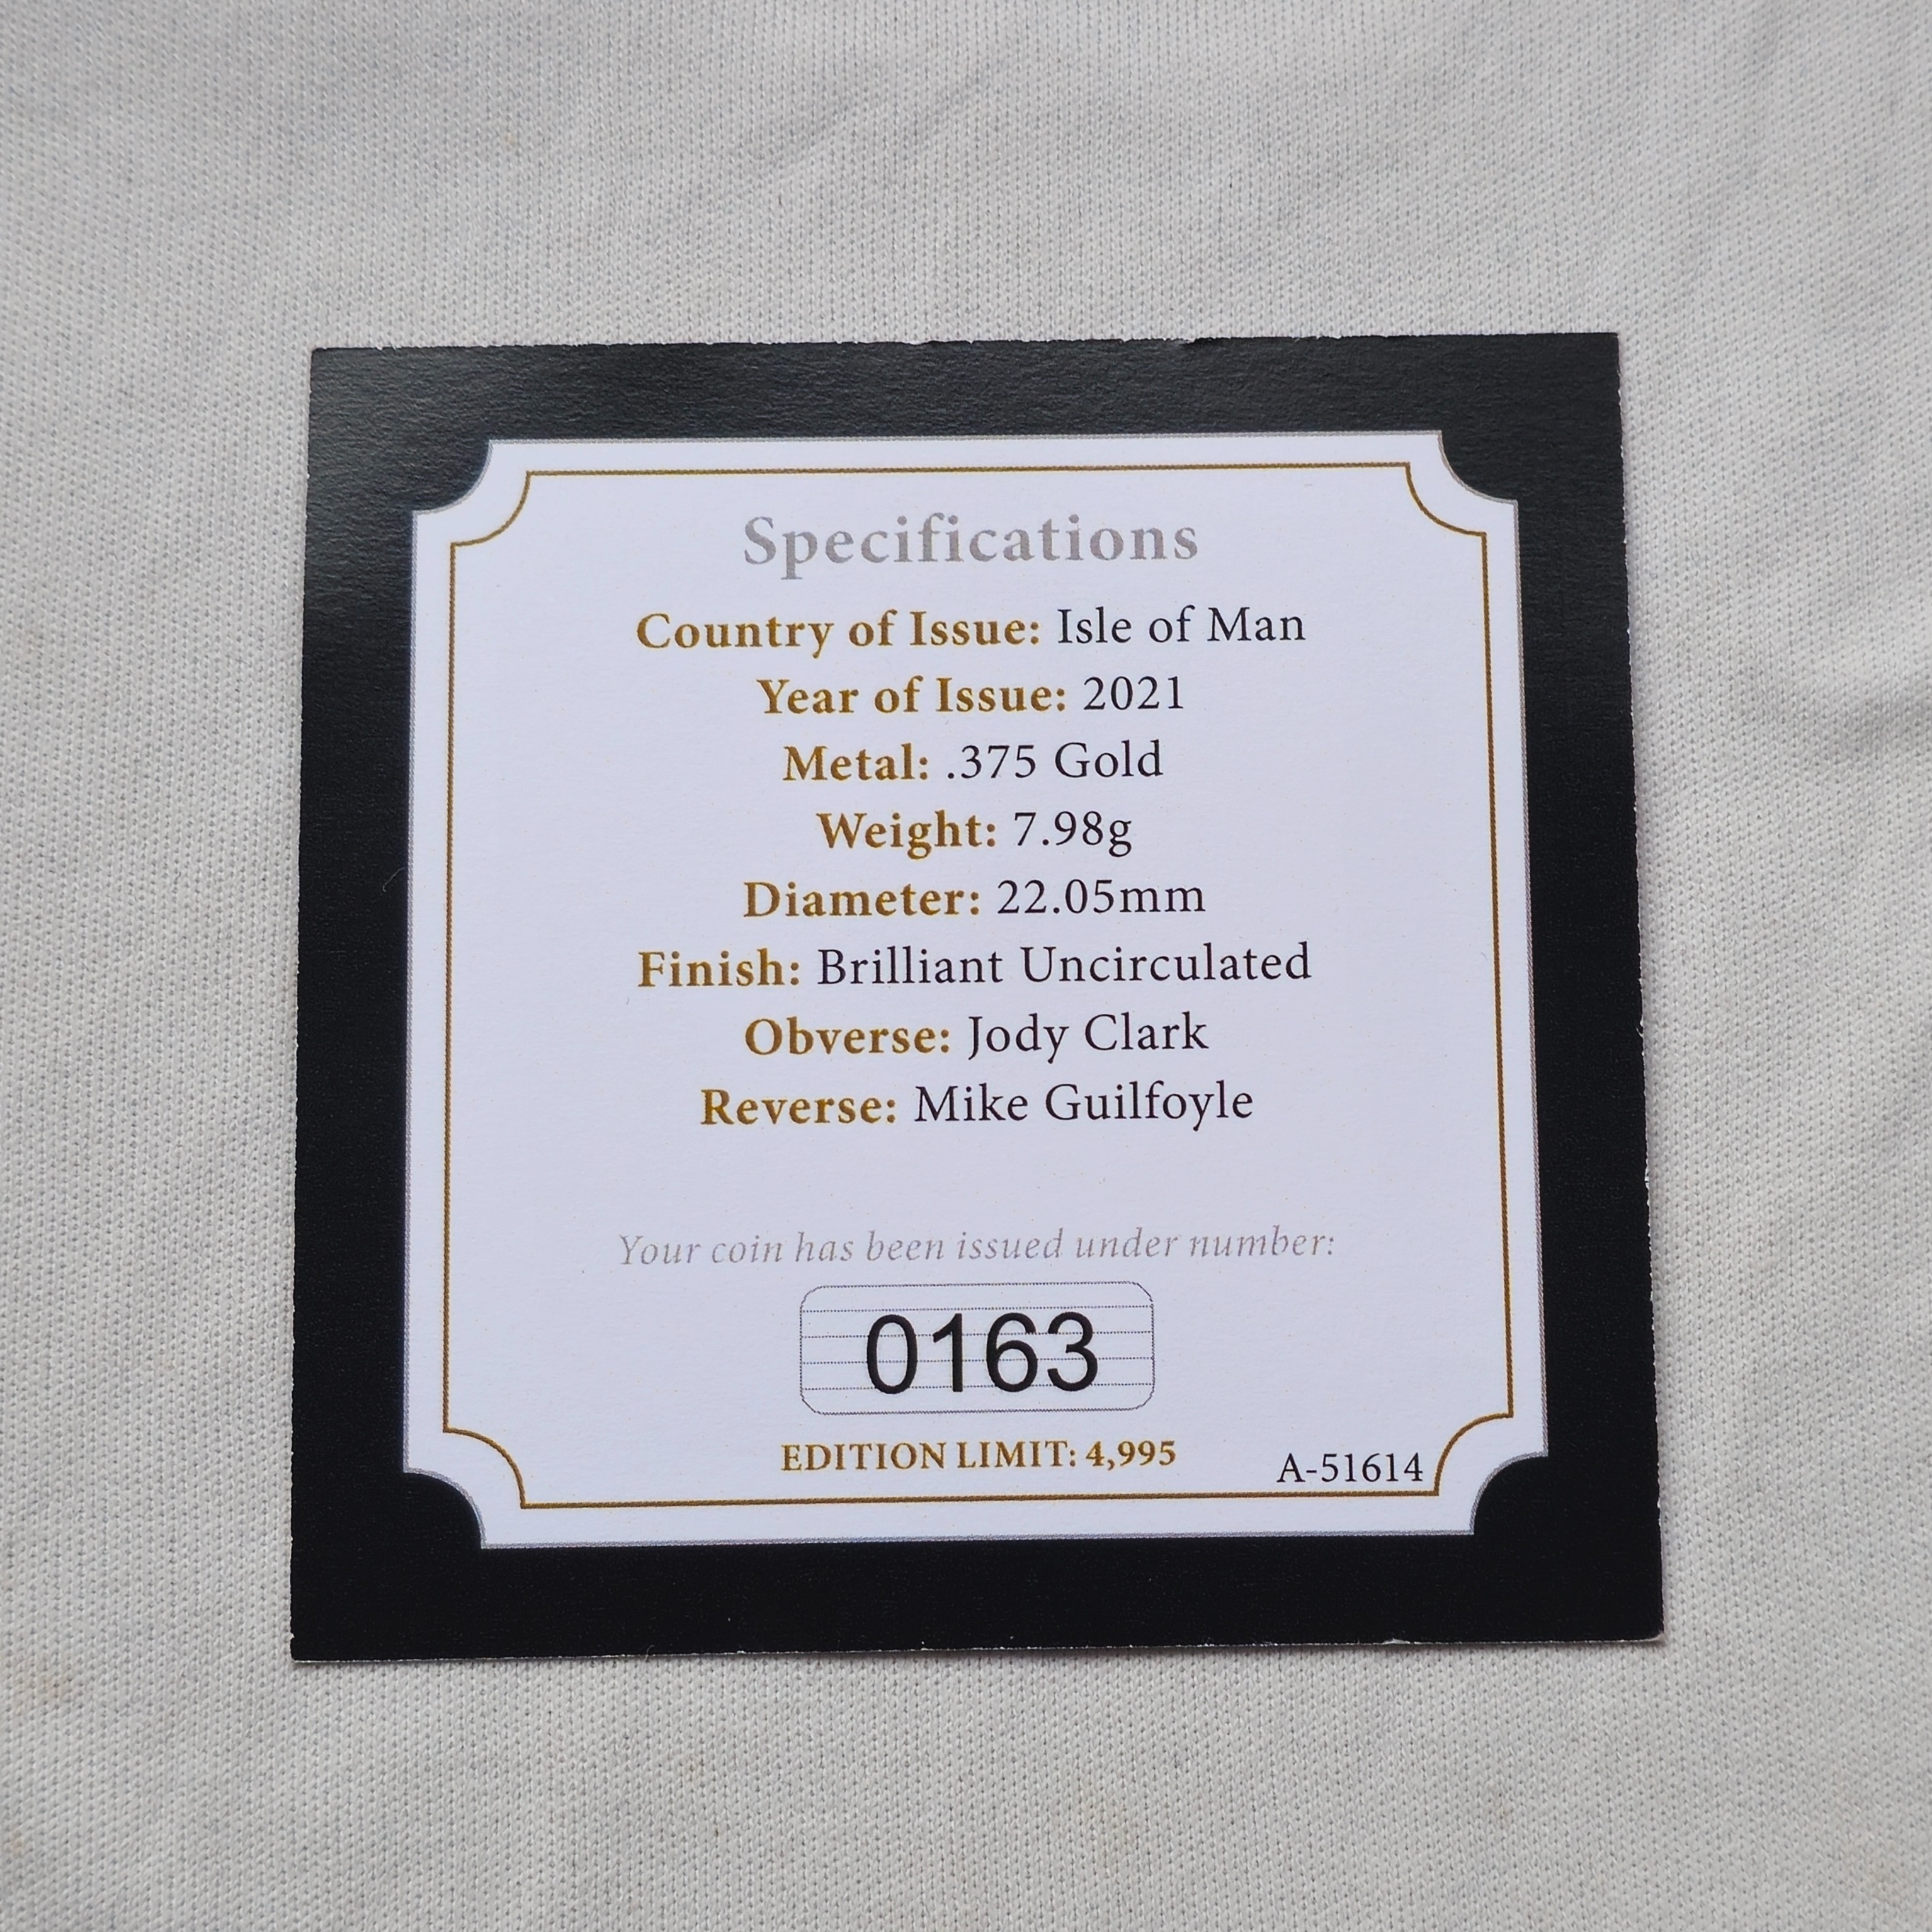 Specifications
Country of Issue: Isle of Man
Year of Issue: 2021
Metal: .375 Gold
Weight: 7.98g
Diameter: 22.05mm
Finish: Brilliant Uncirculated
Obverse: Jody Clark
Reverse: Mike Guilfoyle
Your coin has been issued under number:
0163
EDITION LIMIT: 4,995
A-51614